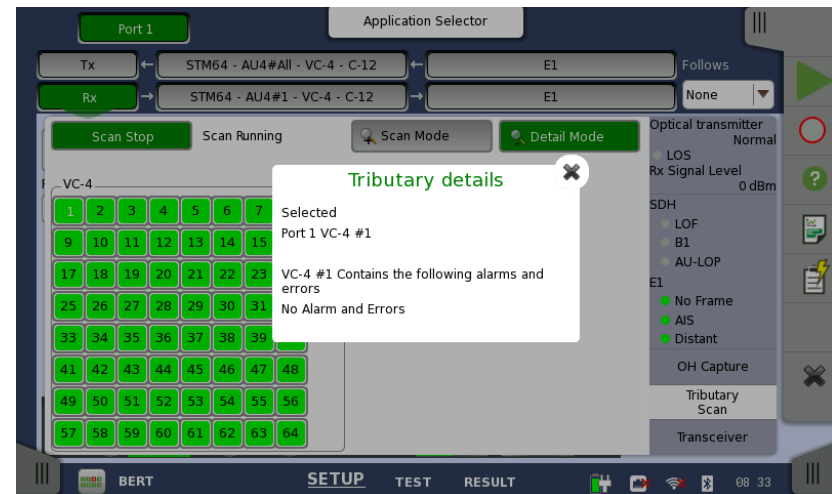 Port 1
Application Selector
Tx
STM64 - AU4#All - VC-4 - C-12
E1
Follows
Rx
STM64 - AU4#1 - VC-4 - C-12
E1
None
Scan Stop
Scan Running
Scan Mode
Detail Mode
VC-4
1 2 3 4 5 6 7
9 10 11 12 13 14 15
17 18 19 20 21 22 23
25 26 27 28 29 30 31
33 34 35 36 37 38 39
41 42 43 44 45 46 47 48
49 50 51 52 53 54 55 56
57 58 59 60 61 62 63 64
Tributary details
Selected
Port 1 VC-4 #1
VC-4 #1 Contains the following alarms and
errors
No Alarm and Errors
Optical transmitter
Normal
LOS
Rx Signal Level
0 dBm
SDH
LOF
B1
AU-LOP
E1
No Frame
AIS
Distant
OH Capture
Tributary
Scan
Transceiver
BERT
SETUP
TEST
RESULT
08 33